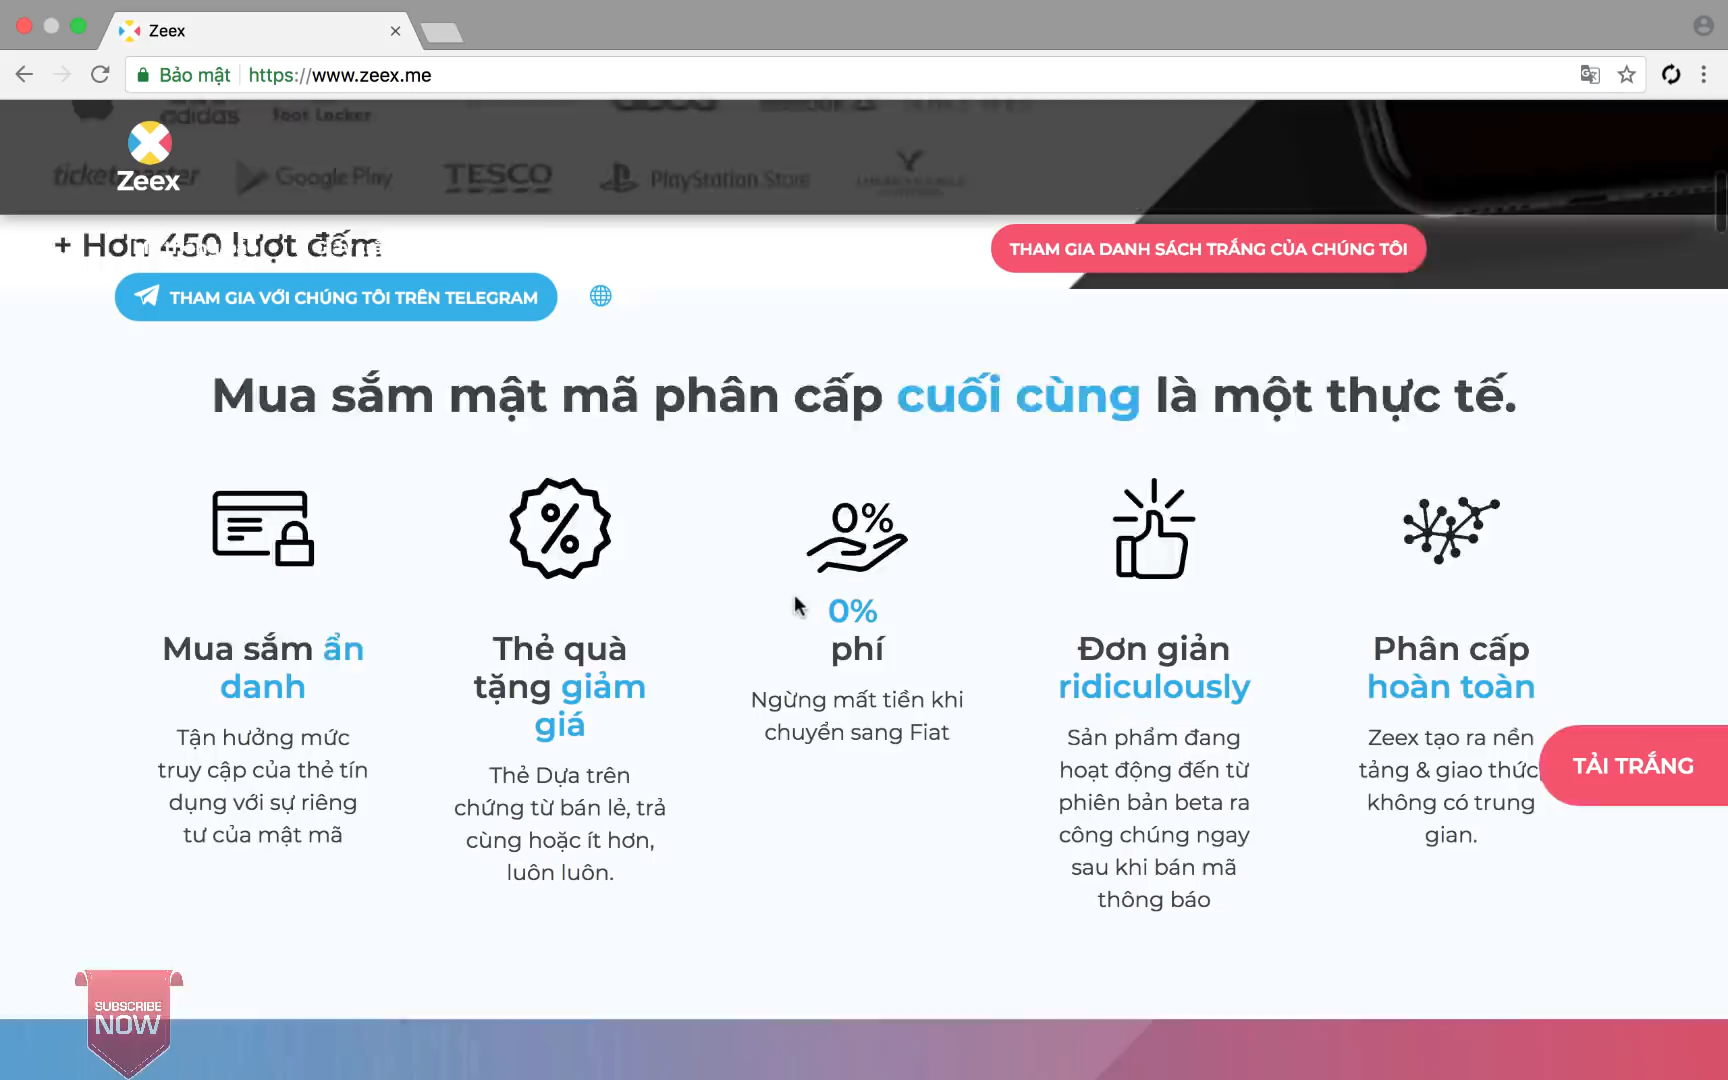 Zeex
Bảo mật
https://www.zeex.me
adidas
Foot Locker
ticketmaster
Google Play
TESCO
PlayStation Store
Zeex
+ Hơn 450 lượt đếm
THAM GIA DANH SÁCH TRẮNG CỦA CHÚNG TÔI
THAM GIA VỚI CHÚNG TÔI TRÊN TELEGRAM
Mua sắm mật mã phân cấp cuối cùng là một thực tế.
Mua sắm ẩn
danh
Tận hưởng mức
truy cập của thẻ tín
dụng với sự riêng
tư của mật mã
%
Thẻ quà
tặng giảm
giá
Thẻ Dựa trên
chứng từ bán lẻ, trả
cùng hoặc ít hơn,
luôn luôn.
0%
0%
phí
Ngừng mất tiền khi
chuyển sang Fiat
Đơn giản
ridiculously
Sản phẩm đang
hoạt động đến từ
phiên bản beta ra
công chúng ngay
sau khi bán mã
thông báo
Phân cấp
hoàn toàn
Zeex tạo ra nền
tảng & giao thức
không có trung
gian.
TẢI TRẮNG
SUBSCRIBE
NOW